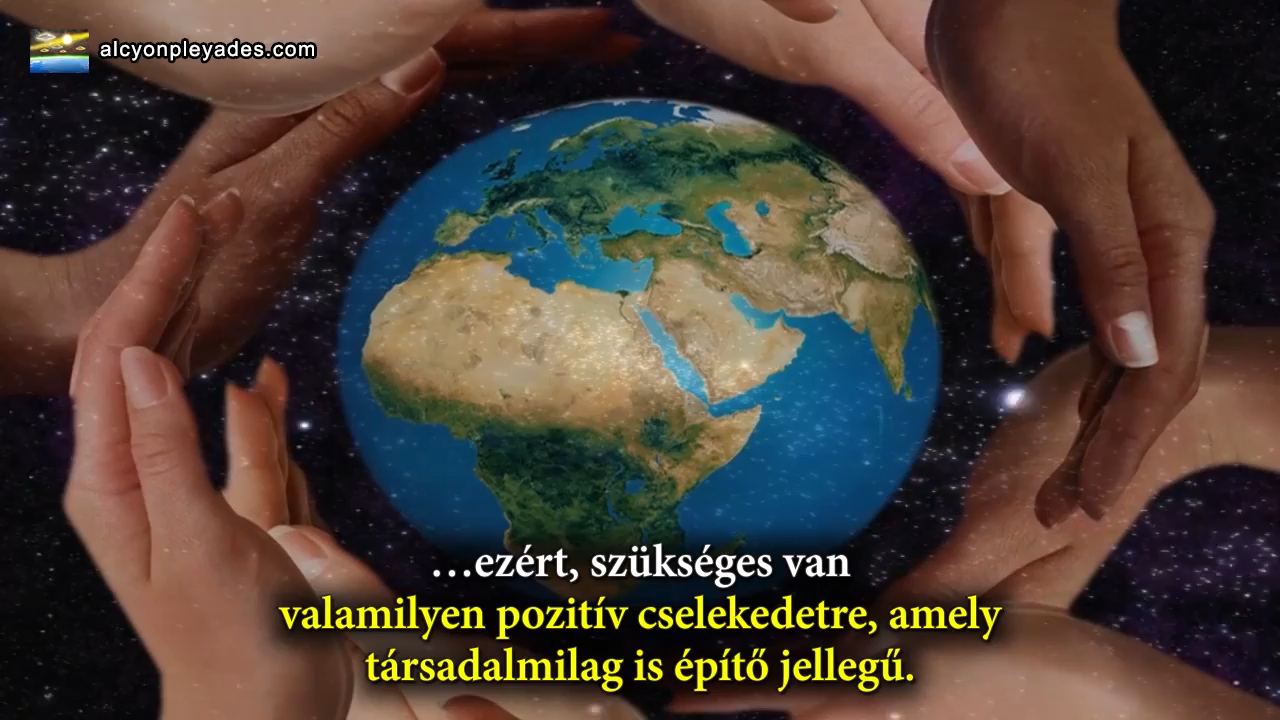 alcyonpleyades.com
…ezért, szükséges van
valamilyen pozitív cselekedetre, amely
társadalmilag is építő jellegű.